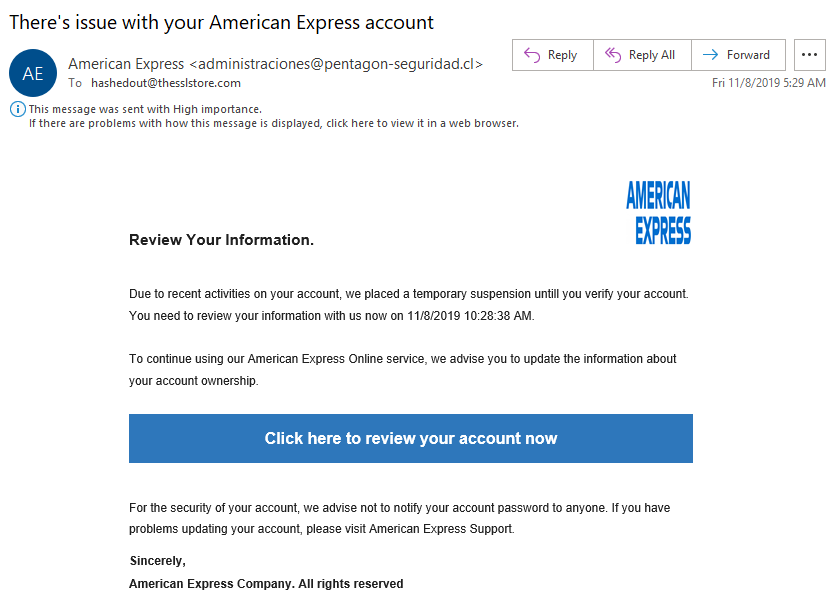 There's issue with your American Express account
AE
American Express <administraciones@pentagon-seguridad.cl>
To hashedout@thesslstore.com
Reply
Reply All
Forward
...
Fri 11/8/2019 5:29 AM
This message was sent with High importance.
If there are problems with how this message is displayed, click here to view it in a web browser.
AMERICAN
EXPRESS
Review Your Information.
Due to recent activities on your account, we placed a temporary suspension untill you verify your account.
You need to review your information with us now on 11/8/2019 10:28:38 AM.
To continue using our American Express Online service, we advise you to update the information about
your account ownership.
Click here to review your account now
For the security of your account, we advise not to notify your account password to anyone. If you have
problems updating your account, please visit American Express Support.
Sincerely,
American Express Company. All rights reserved